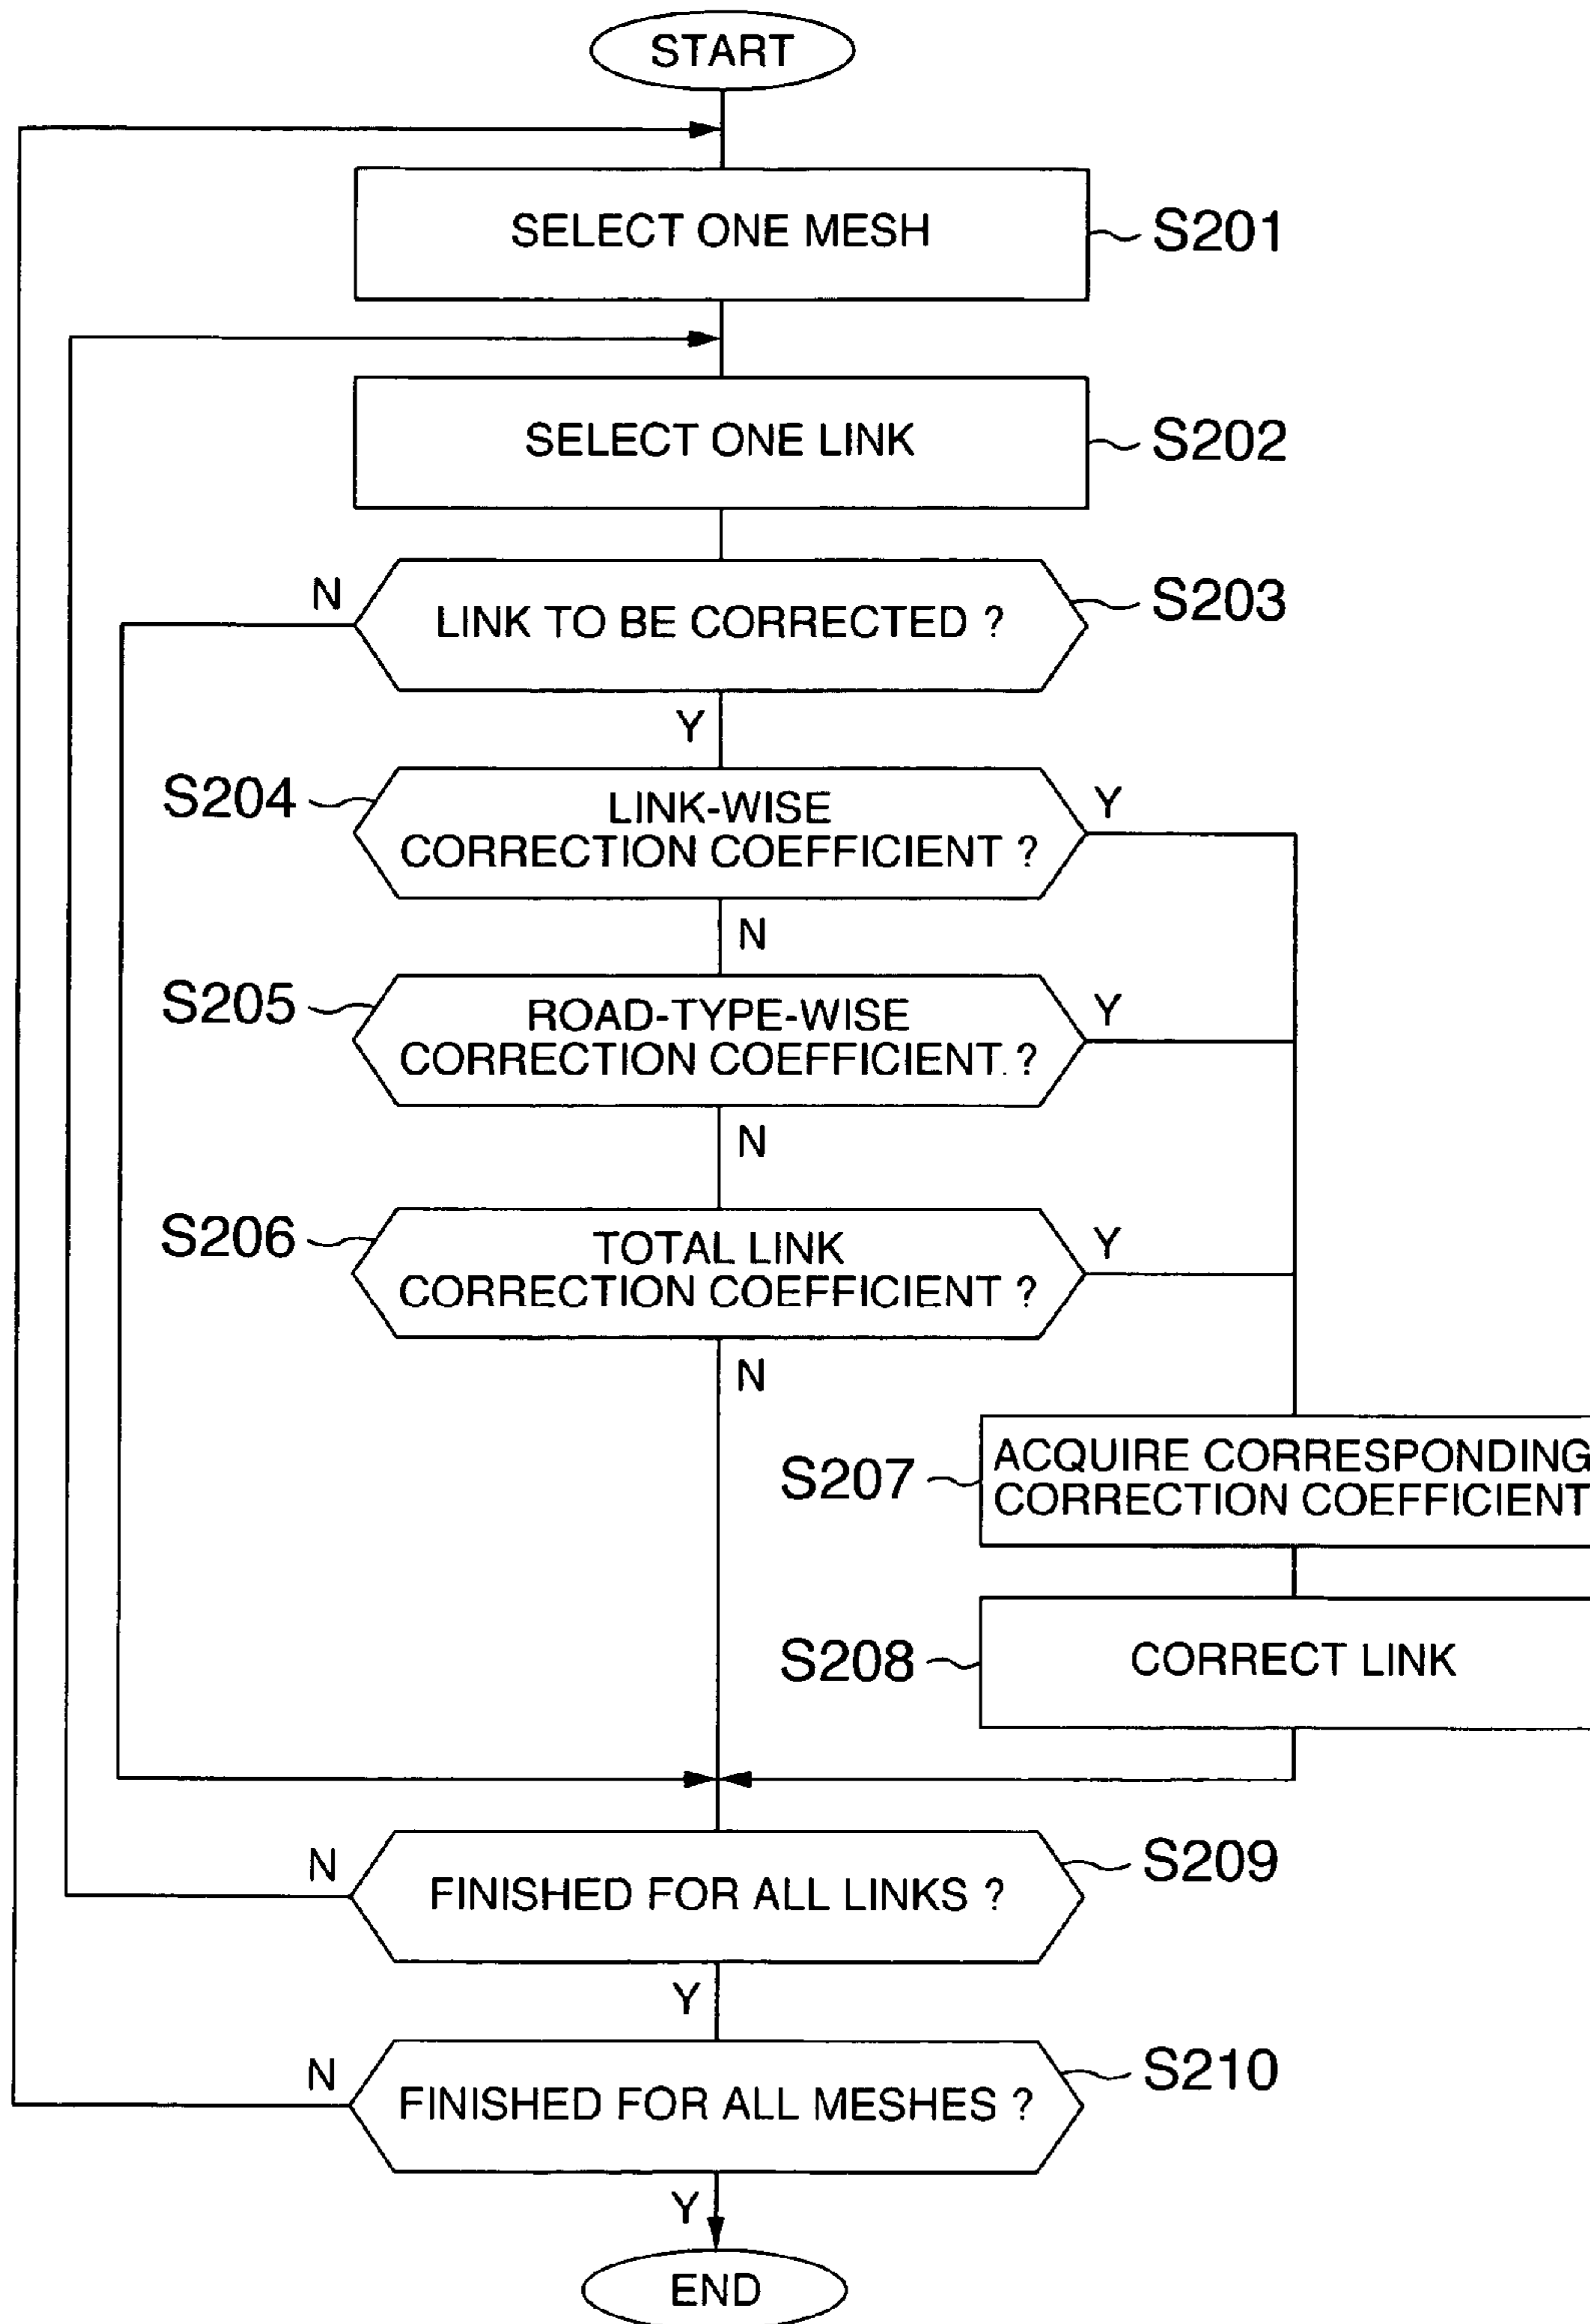 START
SELECT ONE MESH
S201
SELECT ONE LINK
S202
N
LINK TO BE CORRECTED ?
S203
Y
S204
LINK-WISE
CORRECTION COEFFICIENT ?
Y
N
S205
ROAD-TYPE-WISE
CORRECTION COEFFICIENT ?
Y
N
S206
TOTAL LINK
CORRECTION COEFFICIENT ?
Y
N
S207
ACQUIRE CORRESPONDING
CORRECTION COEFFICIENT
S208
CORRECT LINK
N
FINISHED FOR ALL LINKS ?
S209
Y
N
FINISHED FOR ALL MESHES ?
S210
Y
END